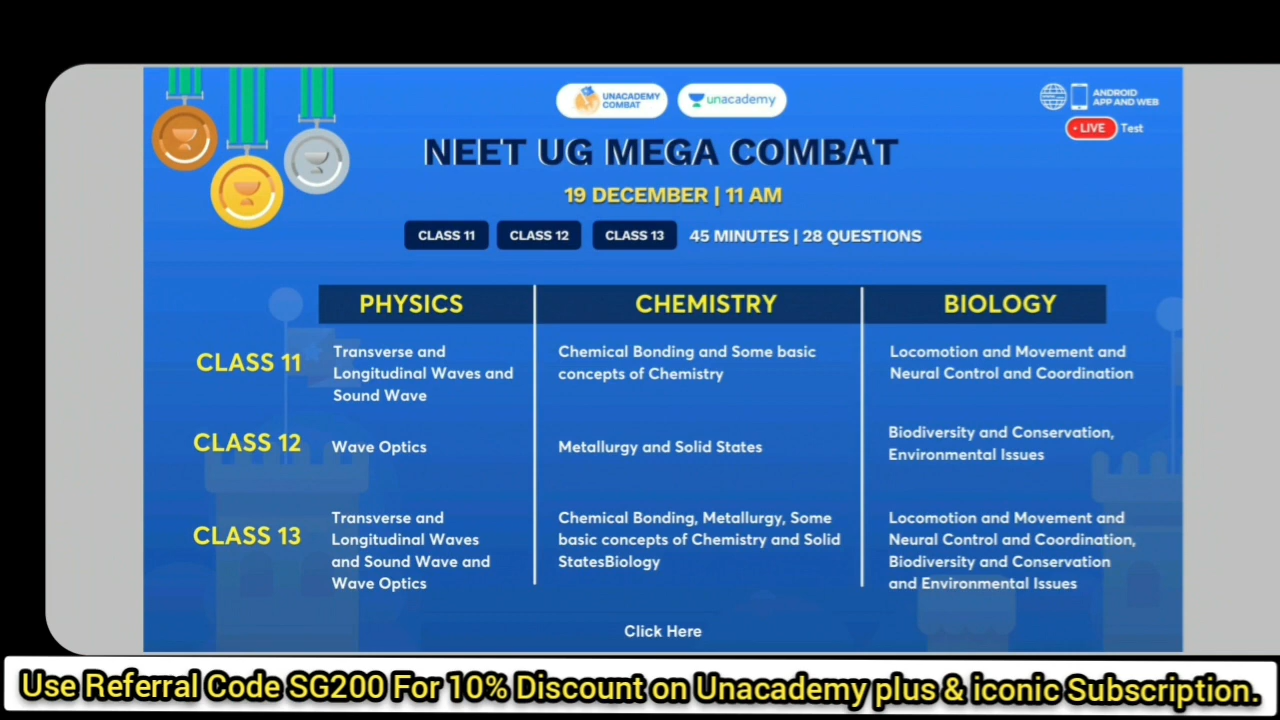 UNACADEMY
COMBAT
unacademy
ANDROID
APP AND WEB
• LIVE Test
NEET UG MEGA COMBAT
19 DECEMBER | 11 AM
CLASS 11 CLASS 12 CLASS 13 45 MINUTES | 28 QUESTIONS
PHYSICS CHEMISTRY BIOLOGY
CLASS 11
Transverse and
Longitudinal Waves and
Sound Wave
Chemical Bonding and Some basic
concepts of Chemistry
Locomotion and Movement and
Neural Control and Coordination
CLASS 12
Wave Optics
Metallurgy and Solid States
Biodiversity and Conservation,
Environmental Issues
CLASS 13
Transverse and
Longitudinal Waves
and Sound Wave and
Wave Optics
Chemical Bonding, Metallurgy, Some
basic concepts of Chemistry and Solid
StatesBiology
Locomotion and Movement and
Neural Control and Coordination,
Biodiversity and Conservation
and Environmental Issues
Click Here
Use Referral Code SG200 For 10% Discount on Unacademy plus & iconic Subscription.